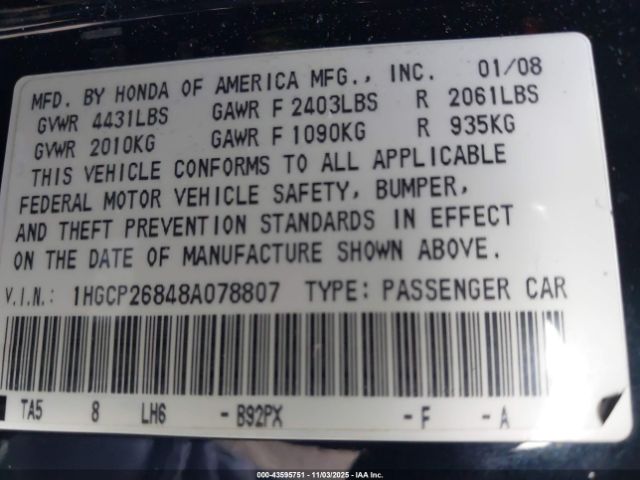 MFD. BY HONDA OF AMERICA MFG., INC. 01/08
GVWR 4431LBS GAWR F 2403LBS R 2061LBS
GVWR 2010KG GAWR F 1090KG R 935KG
THIS VEHICLE CONFORMS TO ALL APPLICABLE
FEDERAL MOTOR VEHICLE SAFETY, BUMPER,
AND THEFT PREVENTION STANDARDS IN EFFECT
ON THE DATE OF MANUFACTURE SHOWN ABOVE.
V.I.N.: 1HGCP26848A078807 TYPE: PASSENGER CAR
TA5 8 LH6 - B92PX - F - A
000-43595751 - 11/03/2025 - IAA Inc.